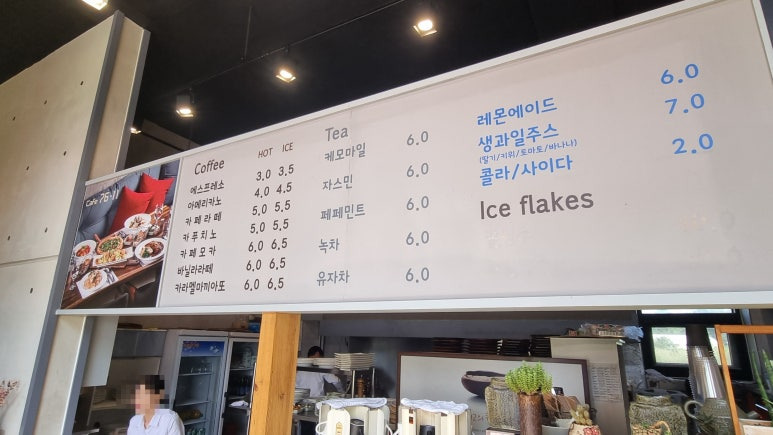 Cafe 76-11
Coffee HOT ICE
에스프레소 3.0 3.5
아메리카노 4.0 4.5
카페라떼 5.0 5.5
카푸치노 5.0 5.5
카페모카 6.0 6.5
바닐라라떼 6.0 6.5
카라멜마끼아또 6.0 6.5
Tea
케모마일 6.0
자스민 6.0
페페민트 6.0
녹차 6.0
유자차 6.0
레몬에이드 6.0
생과일주스 7.0
(딸기/키위/토마토/바나나)
콜라/사이다 2.0
Ice flakes